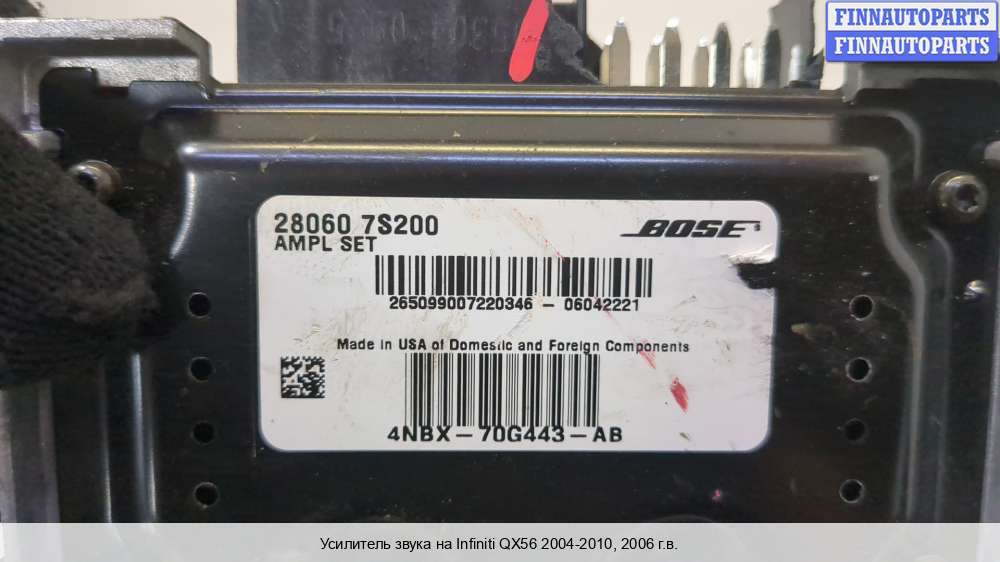 FINNAUTOPARTS
FINNAUTOPARTS
28060 7S200
BOSE
AMPL SET
265099007220346 - 06042221
Made in USA of Domestic and Foreign Components
4NBX-70G443-AB
Усилитель звука на Infiniti QX56 2004-2010, 2006 г.в.